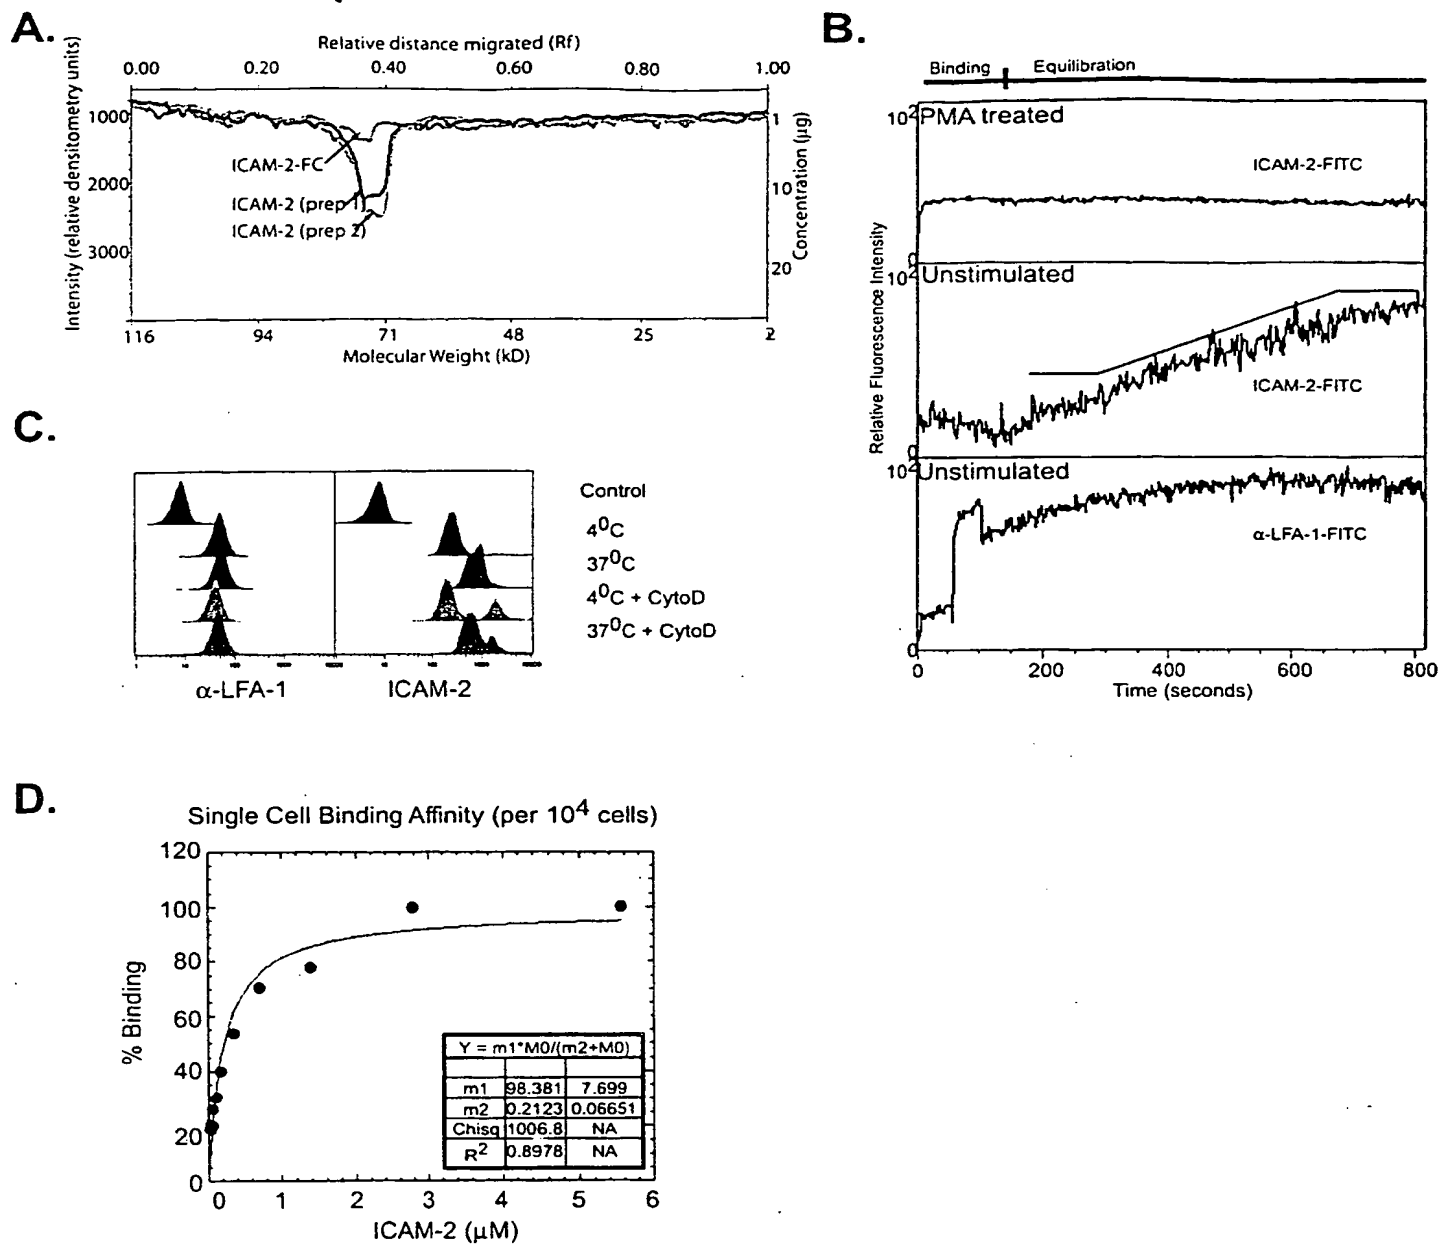 A.
Relative distance migrated (Rf)
0.00 0.20 0.40 0.60 0.80 1.00
Intensity (relative densitometry units)
1000
2000
3000
ICAM-2-FC
ICAM-2 (prep 1)
ICAM-2 (prep 2)
1
10
20
Concentration (µg)
116 94 71 48 25 2
Molecular Weight (kD)
B.
Binding Equilibration
Relative Fluorescence Intensity
10² PMA treated
ICAM-2-FITC
0
10² Unstimulated
ICAM-2-FITC
0
10⁴ Unstimulated
α-LFA-1-FITC
0
0 200 400 600 800
Time (seconds)
C.
Control
4⁰C
37⁰C
4⁰C + CytoD
37⁰C + CytoD
α-LFA-1 ICAM-2
D.
Single Cell Binding Affinity (per 10⁴ cells)
% Binding
120
100
80
60
40
20
0
Y = m1*M0/(m2+M0)
m1 98.381 7.699
m2 0.2123 0.06651
Chisq 1006.8 NA
R² 0.8978 NA
0 1 2 3 4 5 6
ICAM-2 (µM)